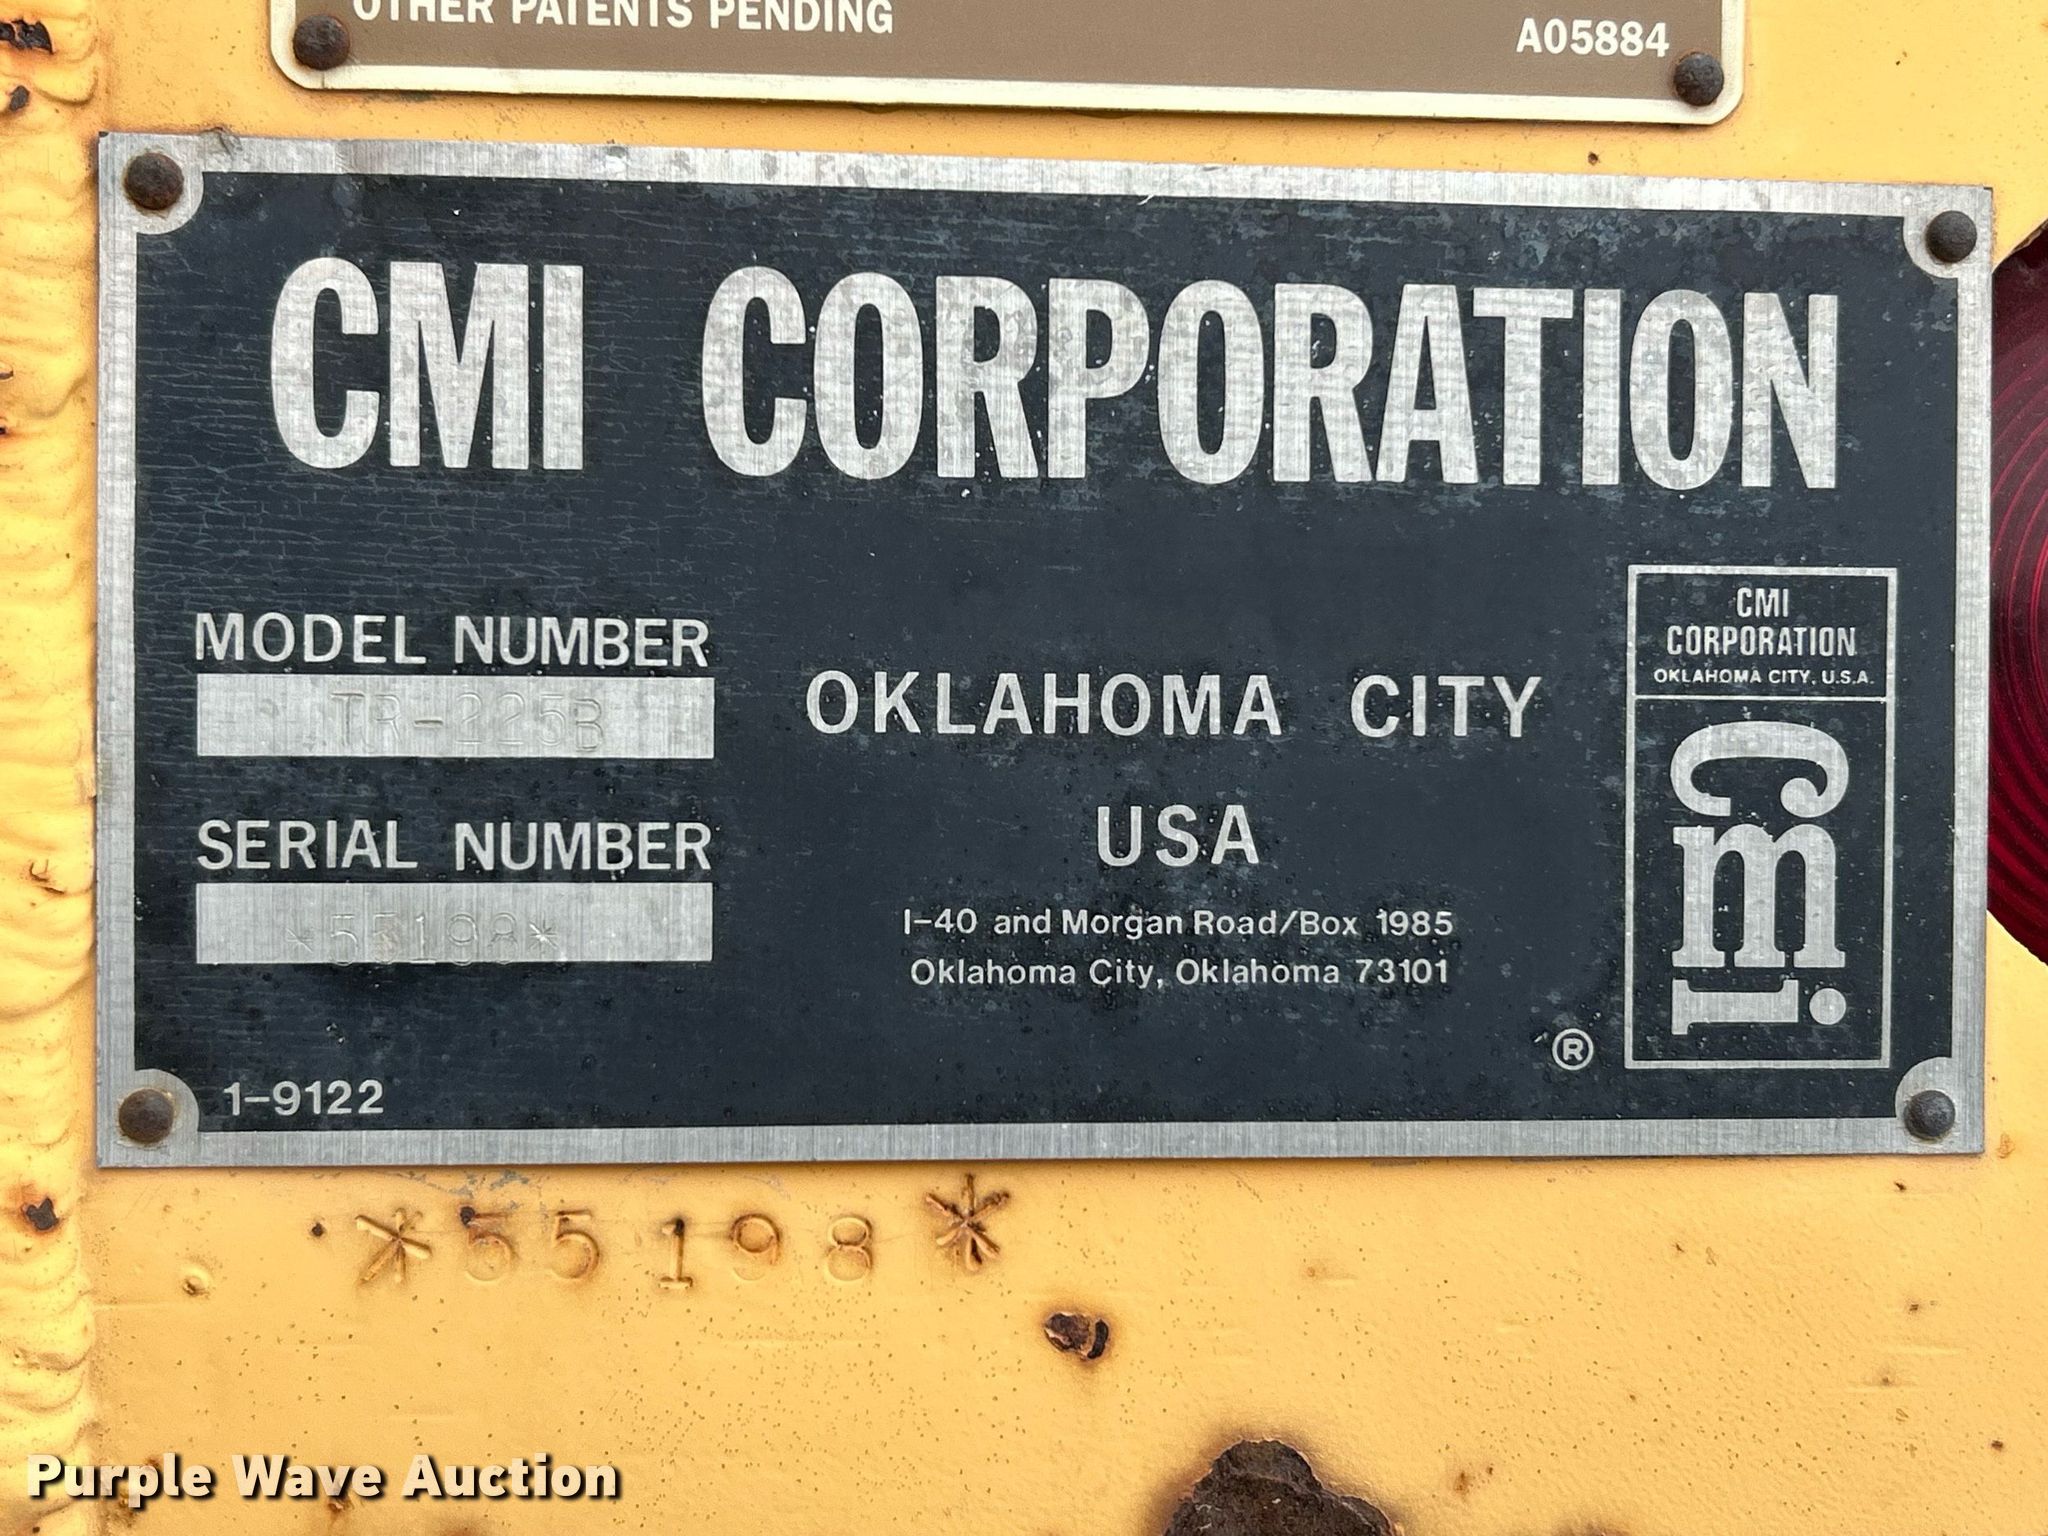 OTHER PATENTS PENDING
A05884
CMI CORPORATION
MODEL NUMBER
TR-225B
SERIAL NUMBER
*55198*
OKLAHOMA CITY
USA
I-40 and Morgan Road/Box 1985
Oklahoma City, Oklahoma 73101
CMI
CORPORATION
OKLAHOMA CITY, U.S.A.
cmi
®
1-9122
*55198*
Purple Wave Auction